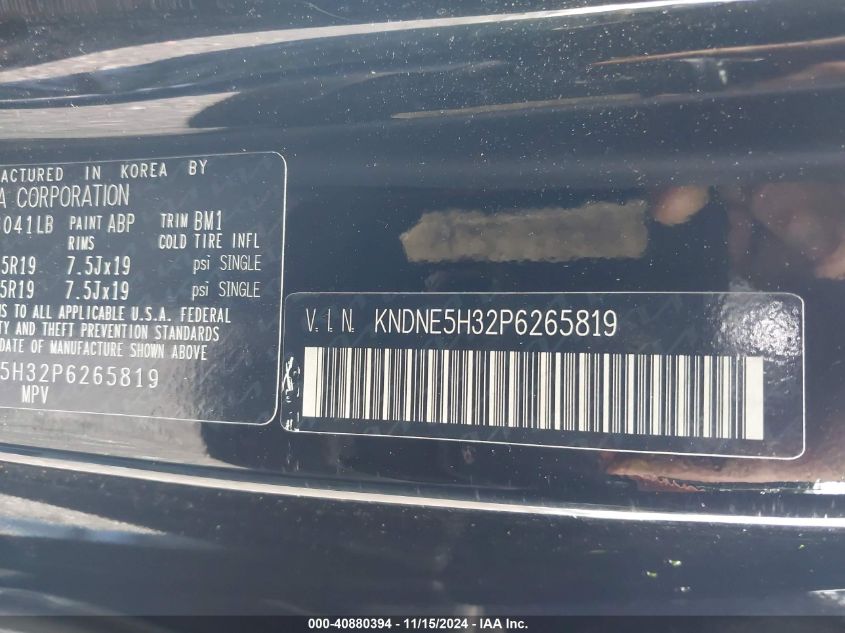 FACTURED IN KOREA BY
A CORPORATION
041LB PAINT ABP TRIM BM1
RIMS COLD TIRE INFL
5R19 7.5Jx19 psi SINGLE
5R19 7.5Jx19 psi SINGLE
S TO ALL APPLICABLE U.S.A. FEDERAL
TY AND THEFT PREVENTION STANDARDS
DATE OF MANUFACTURE SHOWN ABOVE
5H32P6265819
MPV
V.I.N. KNDNE5H32P6265819
000-40880394 - 11/15/2024 - IAA Inc.